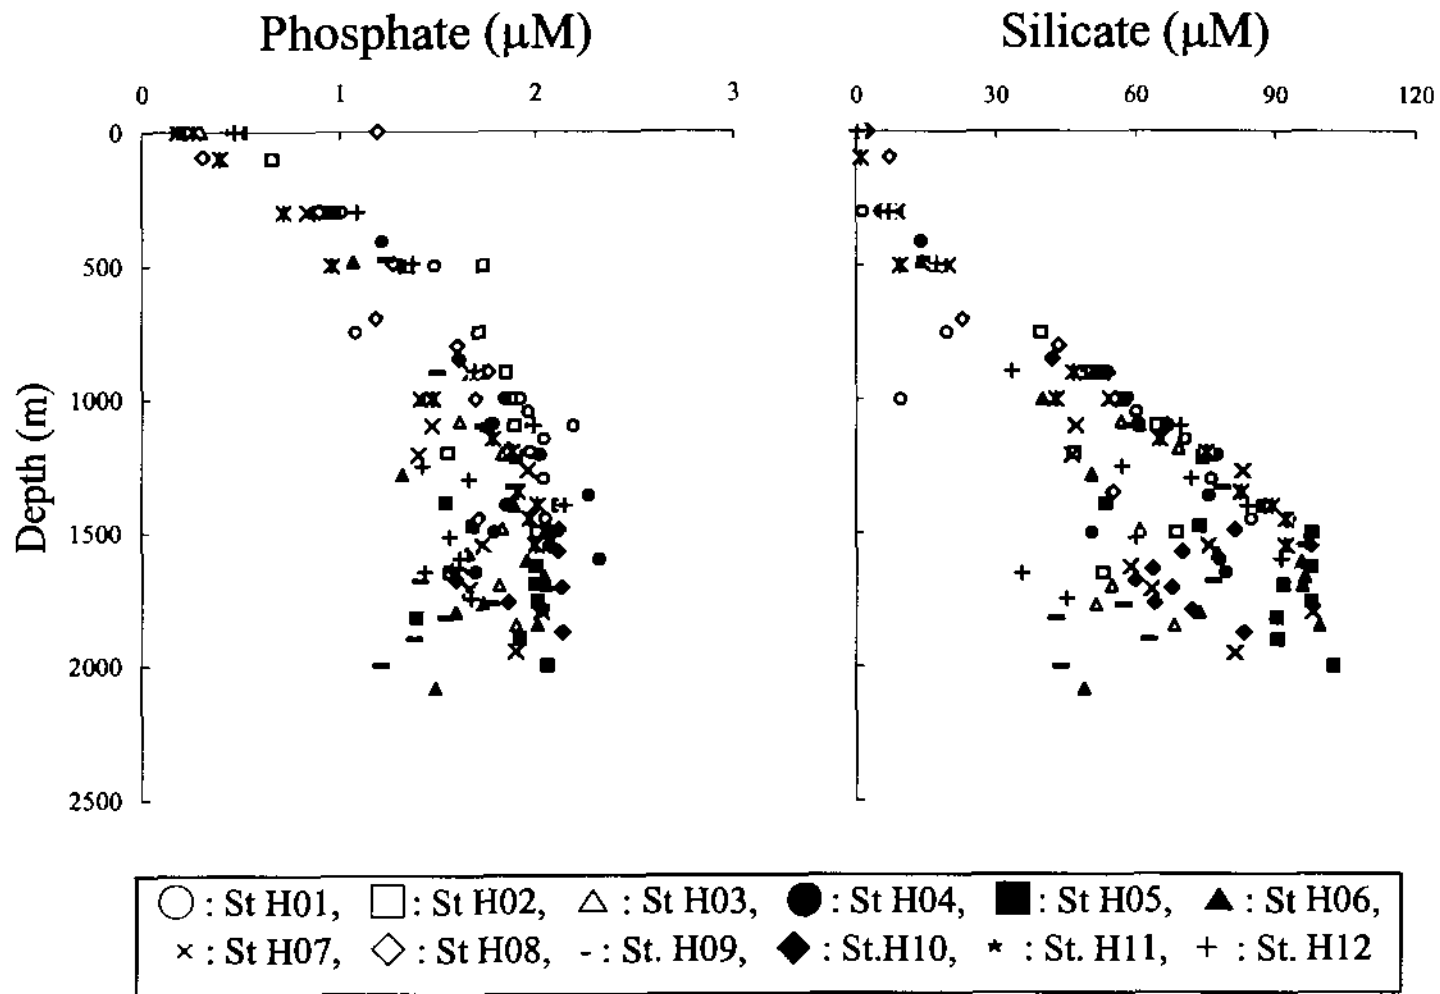 Phosphate (μM)
Silicate (μM)
0 1 2 3
0 30 60 90 120
0
500
1000
1500
2000
2500
Depth (m)
: St H01, : St H02, : St H03, : St H04, : St H05, : St H06,
: St H07, : St H08, : St. H09, : St.H10, : St. H11, : St. H12